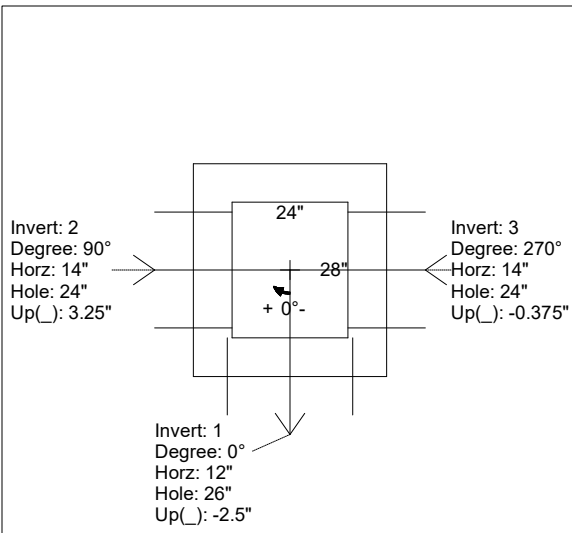 24"
Invert: 2
Degree: 90°
Horz: 14"
Hole: 24"
Up(_): 3.25"
28"
Invert: 3
Degree: 270°
Horz: 14"
Hole: 24"
Up(_): -0.375"
+ 0°-
Invert: 1
Degree: 0°
Horz: 12"
Hole: 26"
Up(_): -2.5"